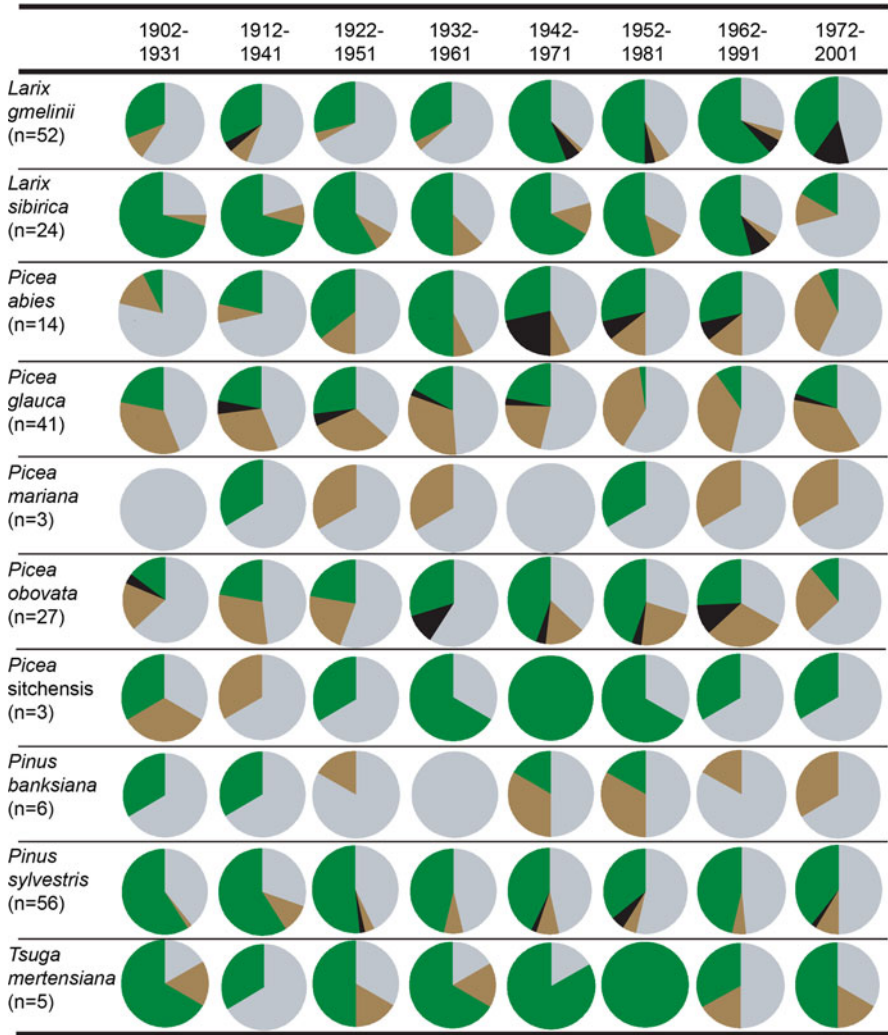 1902- 1912- 1922- 1932- 1942- 1952- 1962- 1972-
1931 1941 1951 1961 1971 1981 1991 2001
Larix
gmelinii
(n=52)
Larix
sibirica
(n=24)
Picea
abies
(n=14)
Picea
glauca
(n=41)
Picea
mariana
(n=3)
Picea
obovata
(n=27)
Picea
sitchensis
(n=3)
Pinus
banksiana
(n=6)
Pinus
sylvestris
(n=56)
Tsuga
mertensiana
(n=5)